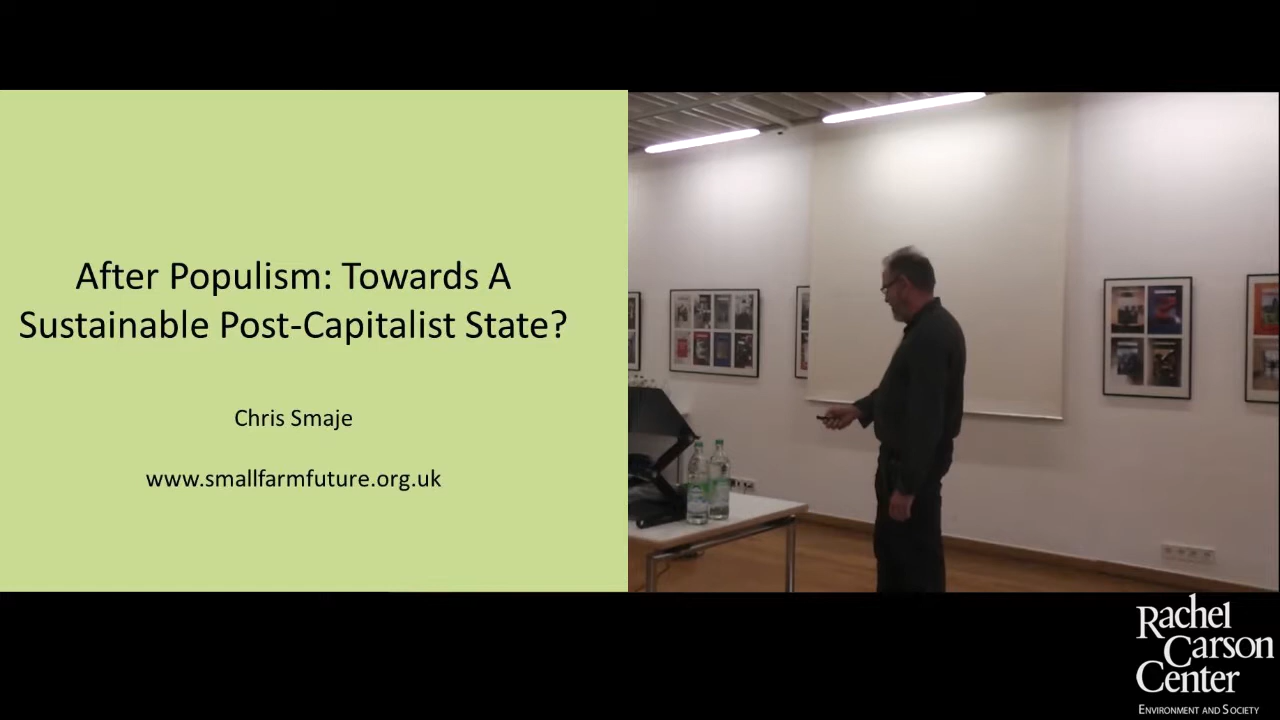 After Populism: Towards A
Sustainable Post-Capitalist State?
Chris Smaje
www.smallfarmfuture.org.uk
Rachel
Carson
Center
ENVIRONMENT AND SOCIETY